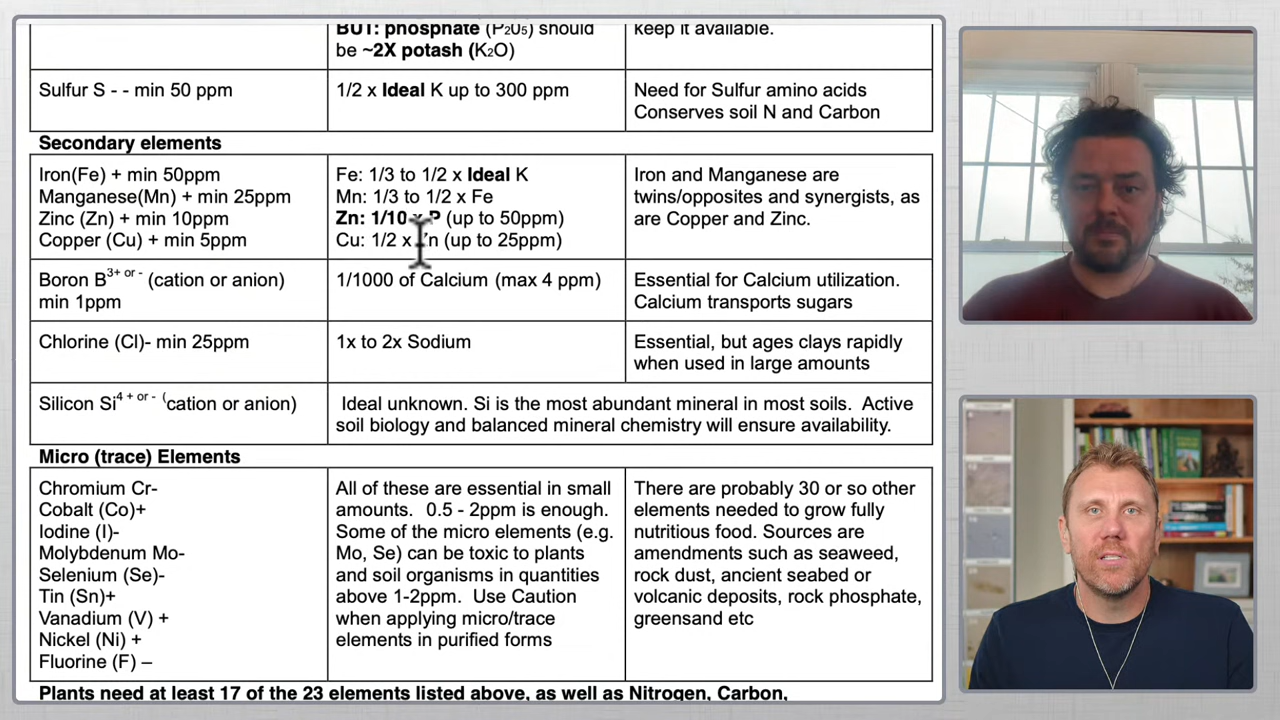 BUT: phosphate (P₂O₅) should
be ~2X potash (K₂O)
keep it available.
Sulfur S - - min 50 ppm
1/2 x Ideal K up to 300 ppm
Need for Sulfur amino acids
Conserves soil N and Carbon
Secondary elements
Iron(Fe) + min 50ppm
Manganese(Mn) + min 25ppm
Zinc (Zn) + min 10ppm
Copper (Cu) + min 5ppm
Fe: 1/3 to 1/2 x Ideal K
Mn: 1/3 to 1/2 x Fe
Zn: 1/10 x P (up to 50ppm)
Cu: 1/2 x Zn (up to 25ppm)
Iron and Manganese are
twins/opposites and synergists, as
are Copper and Zinc.
Boron B3+ or - (cation or anion)
min 1ppm
1/1000 of Calcium (max 4 ppm)
Essential for Calcium utilization.
Calcium transports sugars
Chlorine (Cl)- min 25ppm
1x to 2x Sodium
Essential, but ages clays rapidly
when used in large amounts
Silicon Si4 + or - (cation or anion)
Ideal unknown. Si is the most abundant mineral in most soils. Active
soil biology and balanced mineral chemistry will ensure availability.
Micro (trace) Elements
Chromium Cr-
Cobalt (Co)+
Iodine (I)-
Molybdenum Mo-
Selenium (Se)-
Tin (Sn)+
Vanadium (V) +
Nickel (Ni) +
Fluorine (F) –
All of these are essential in small
amounts. 0.5 - 2ppm is enough.
Some of the micro elements (e.g.
Mo, Se) can be toxic to plants
and soil organisms in quantities
above 1-2ppm. Use Caution
when applying micro/trace
elements in purified forms
There are probably 30 or so other
elements needed to grow fully
nutritious food. Sources are
amendments such as seaweed,
rock dust, ancient seabed or
volcanic deposits, rock phosphate,
greensand etc
Plants need at least 17 of the 23 elements listed above, as well as Nitrogen, Carbon,